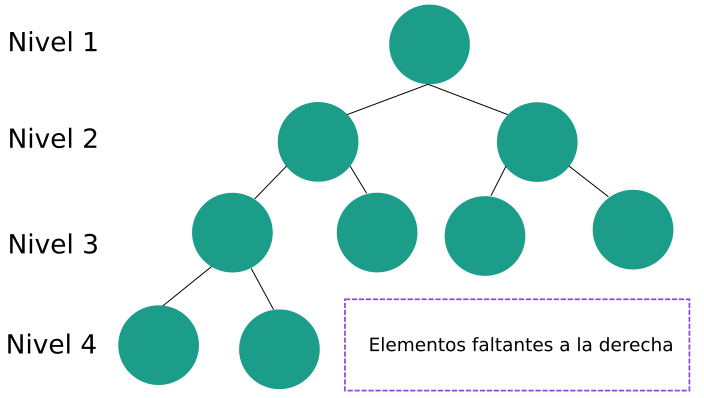 Nivel 1
Nivel 2
Nivel 3
Nivel 4
Elementos faltantes a la derecha